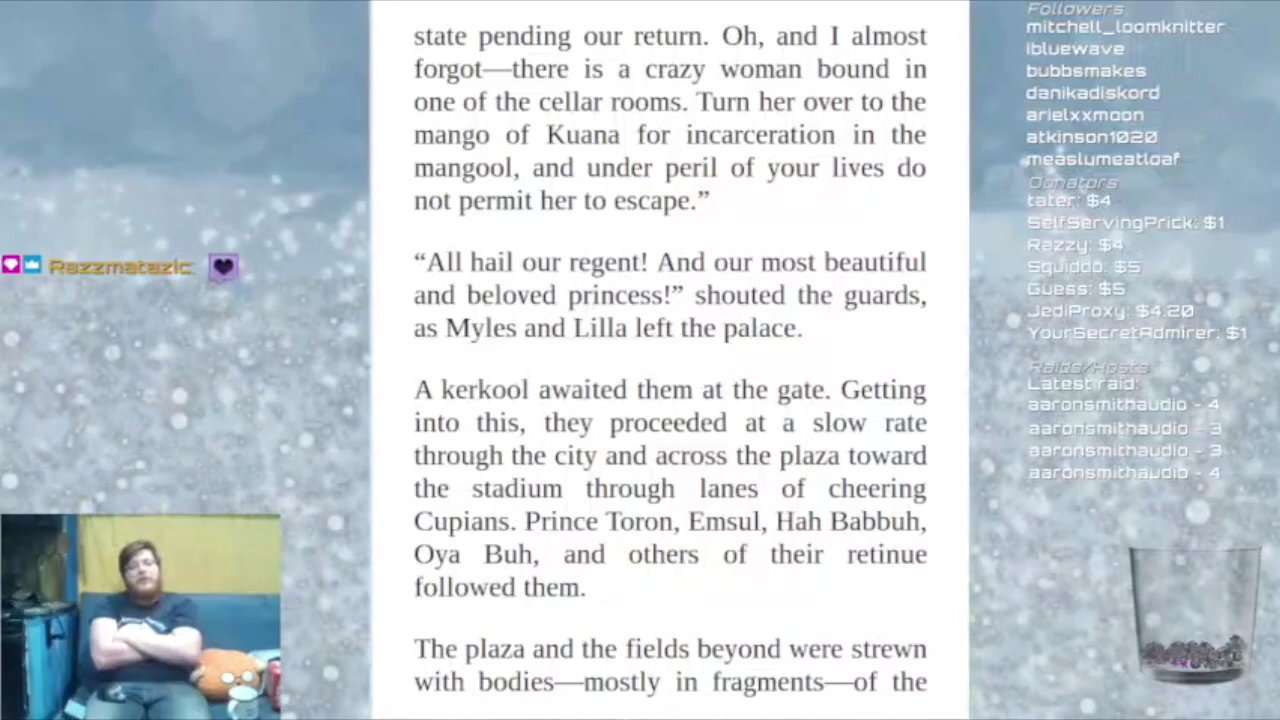 state pending our return. Oh, and I almost
forgot—there is a crazy woman bound in
one of the cellar rooms. Turn her over to the
mango of Kuana for incarceration in the
mangool, and under peril of your lives do
not permit her to escape.”
“All hail our regent! And our most beautiful
and beloved princess!” shouted the guards,
as Myles and Lilla left the palace.
A kerkool awaited them at the gate. Getting
into this, they proceeded at a slow rate
through the city and across the plaza toward
the stadium through lanes of cheering
Cupians. Prince Toron, Emsul, Hah Babbuh,
Oya Buh, and others of their retinue
followed them.
The plaza and the fields beyond were strewn
with bodies—mostly in fragments—of the
Razzmatazic
Followers
mitchell_loomknitter
lbluewave
bubbsmakes
danikadiskord
arielxxmoon
atkinson1020
measlymeatloaf
Donators
tater: $4
SelfServingPrick: $1
Razzy: $4
Squiddo: $5
Guess: $5
JediProxy: $4.20
YourSecretAdmirer: $1
Raids/Hosts
Latest raid:
aaronsmithaudio - 4
aaronsmithaudio - 3
aaronsmithaudio - 3
aaronsmithaudio - 4